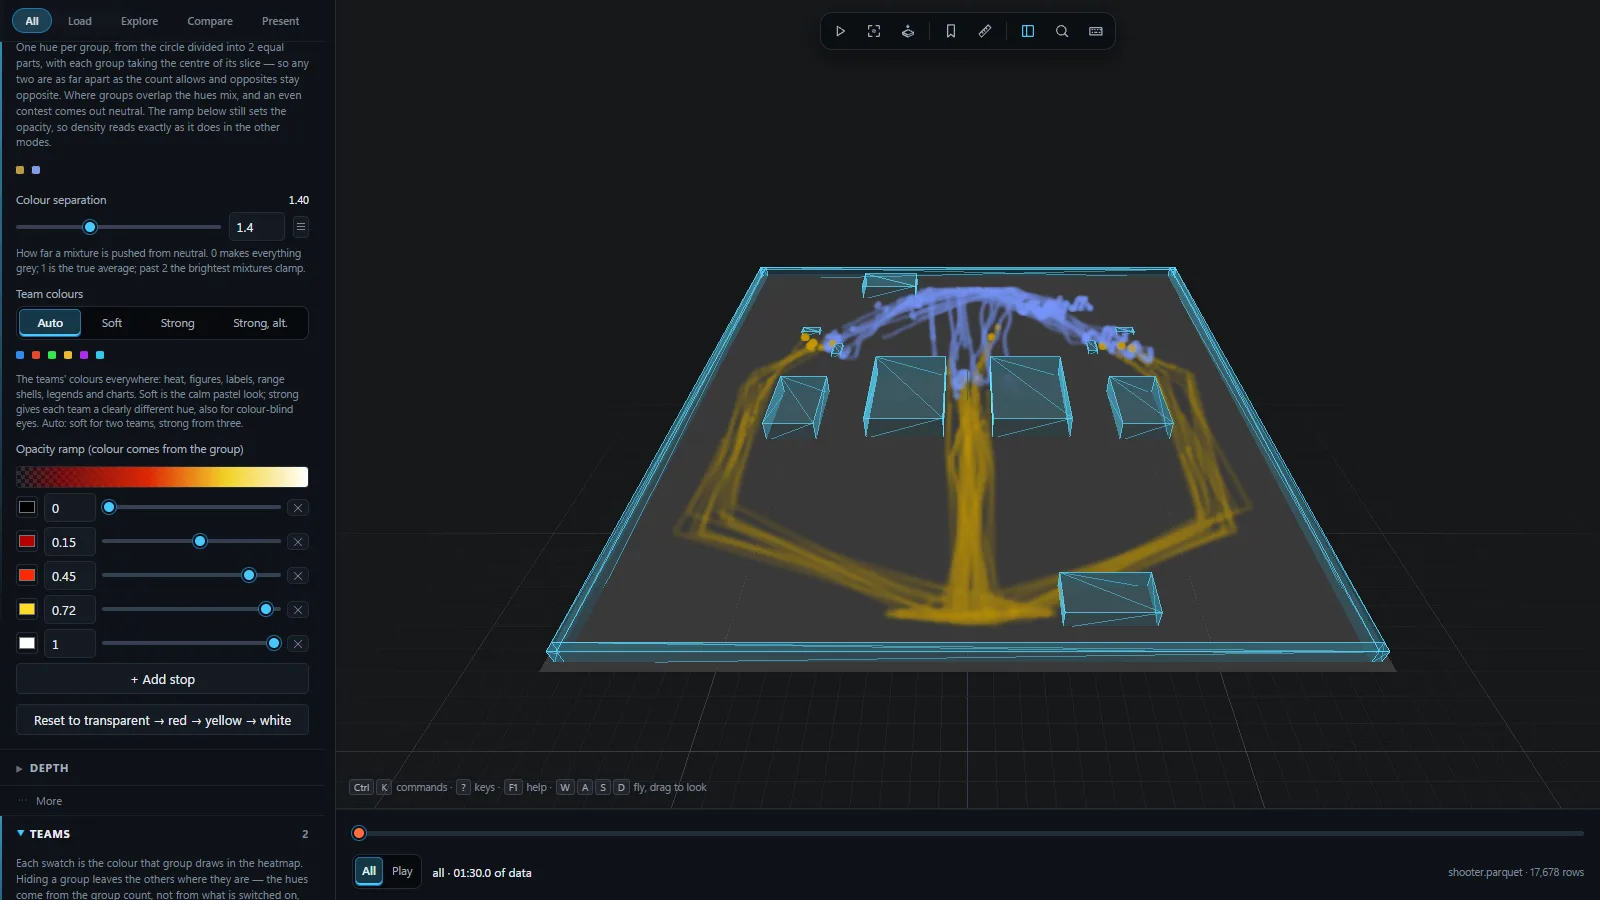 All
Load
Explore
Compare
Present
One hue per group, from the circle divided into 2 equal
parts, with each group taking the centre of its slice — so any
two are as far apart as the count allows and opposites stay
opposite. Where groups overlap the hues mix, and an even
contest comes out neutral. The ramp below still sets the
opacity, so density reads exactly as it does in the other
modes.
Colour separation
1.40
1.4
How far a mixture is pushed from neutral. 0 makes everything
grey; 1 is the true average; past 2 the brightest mixtures clamp.
Team colours
Auto
Soft
Strong
Strong, alt.
The teams' colours everywhere: heat, figures, labels, range
shells, legends and charts. Soft is the calm pastel look; strong
gives each team a clearly different hue, also for colour-blind
eyes. Auto: soft for two teams, strong from three.
Opacity ramp (colour comes from the group)
0
0.15
0.45
0.72
1
+ Add stop
Reset to transparent → red → yellow → white
DEPTH
More
TEAMS
2
Each swatch is the colour that group draws in the heatmap.
Hiding a group leaves the others where they are — the hues
come from the group count, not from what is switched on,
Ctrl K commands · ? keys · F1 help · W A S D fly, drag to look
All
Play
all · 01:30.0 of data
shooter.parquet · 17,678 rows